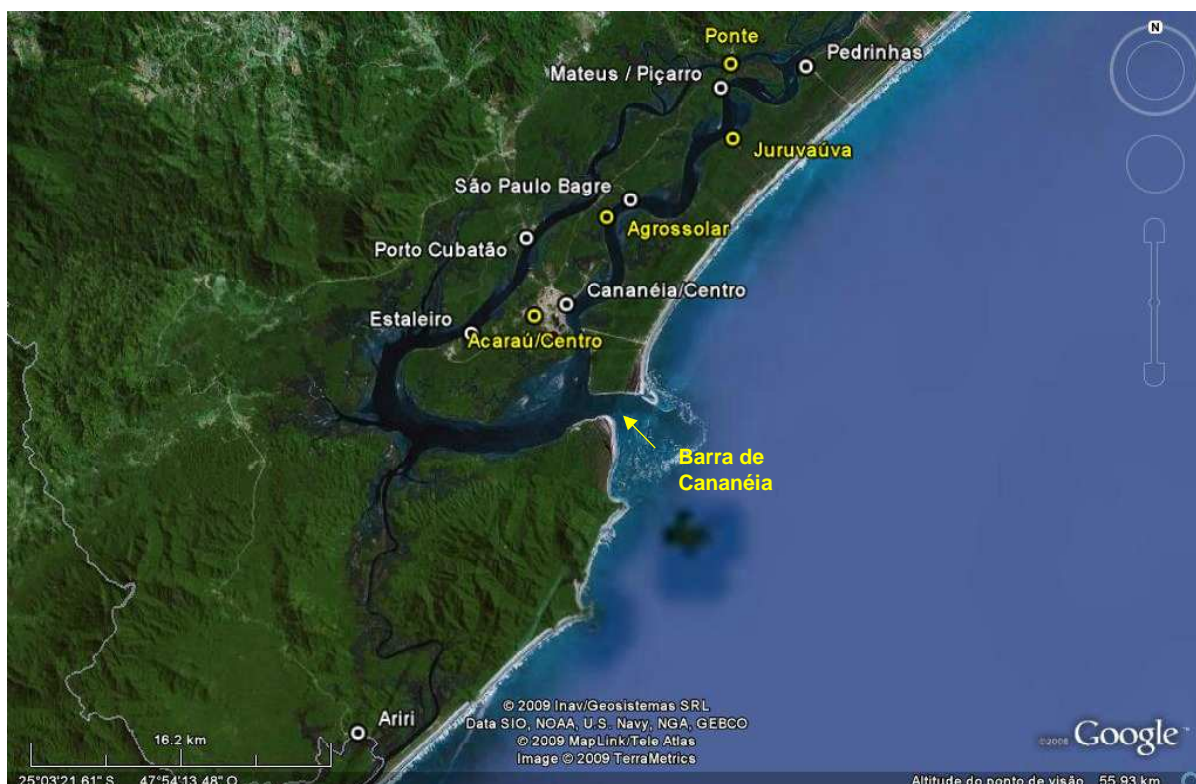 N
Ponte
Pedrinhas
Mateus / Piçarro
Juruvaúva
São Paulo Bagre
Agrossolar
Porto Cubatão
Cananéia/Centro
Estaleiro
Acaraú/Centro
Barra de
Cananéia
Ariri
16.2 km
© 2009 Inav/Geosistemas SRL
Data SIO, NOAA, U.S. Navy, NGA, GEBCO
© 2009 MapLink/Tele Atlas
Image © 2009 TerraMetrics
Google
25°03'21.61" S 47°54'13.48" O
Altitude do ponto de visão 55.93 km